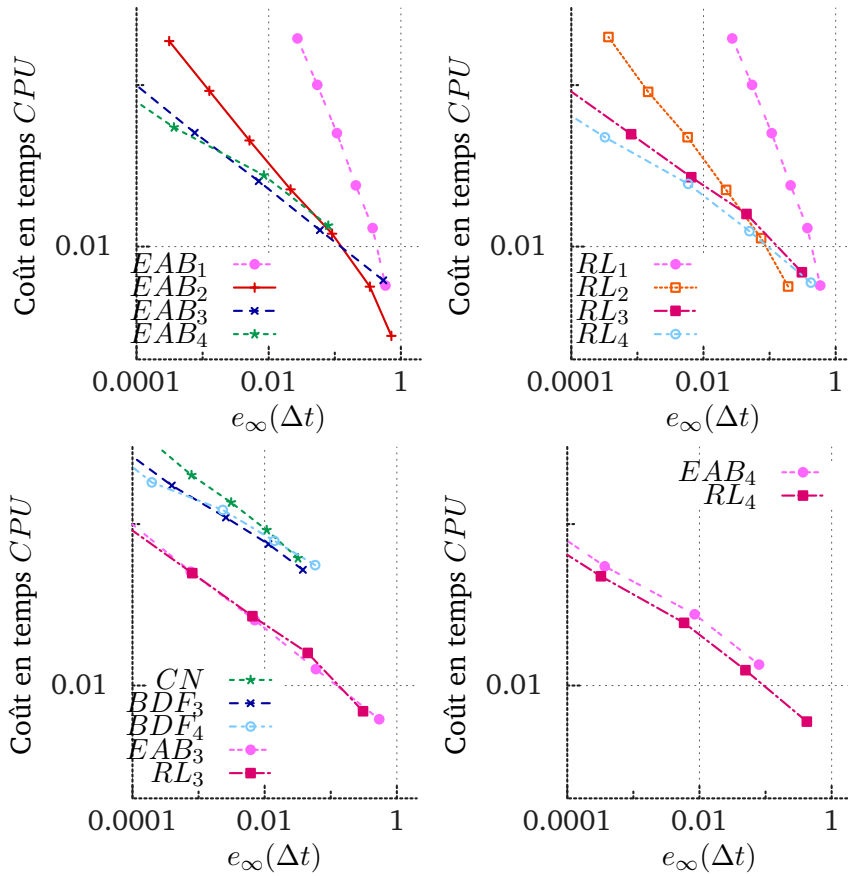 Coût en temps CPU
0.01
EAB₁
EAB₂
EAB₃
EAB₄
0.0001 0.01 1
e∞(Δt)
Coût en temps CPU
0.01
RL₁
RL₂
RL₃
RL₄
0.0001 0.01 1
e∞(Δt)
Coût en temps CPU
0.01
CN
BDF₃
BDF₄
EAB₃
RL₃
0.0001 0.01 1
e∞(Δt)
Coût en temps CPU
0.01
EAB₄
RL₄
0.0001 0.01 1
e∞(Δt)